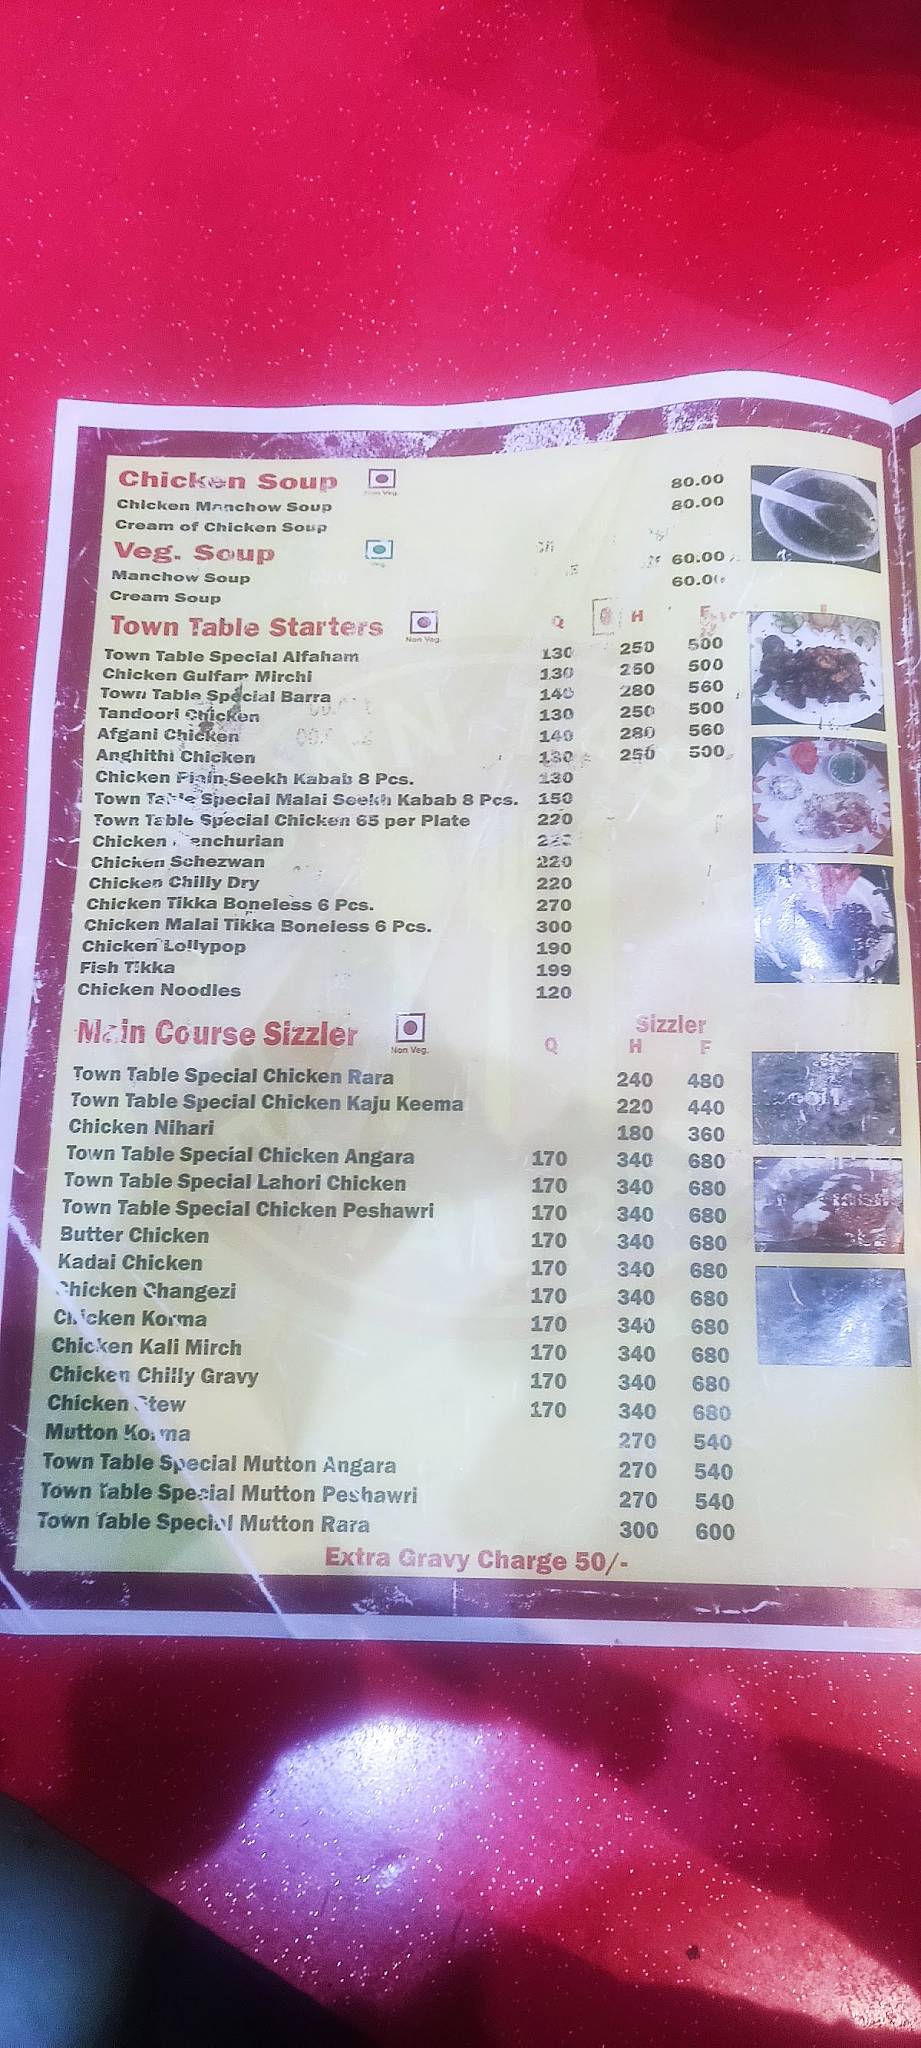 Chicken Soup Non Veg.
Chicken Manchow Soup 80.00
Cream of Chicken Soup 80.00
Veg. Soup Veg.
Manchow Soup 60.00
Cream Soup 60.00
Town Table Starters Non Veg. Q H F
Town Table Special Alfaham 130 250 500
Chicken Gulfam Mirchi 130 250 500
Town Table Special Barra 140 280 560
Tandoori Chicken 130 250 500
Afgani Chicken 140 280 560
Anghithi Chicken 130 250 500
Chicken Plain Seekh Kabab 8 Pcs. 130
Town Table Special Malai Seekh Kabab 8 Pcs. 150
Town Table Special Chicken 65 per Plate 220
Chicken
Chicken Schezwan 220
Chicken Chilly Dry 220
Chicken Tikka Boneless 6 Pcs. 270
Chicken Malai Tikka Boneless 6 Pcs. 300
Chicken Lollypop 190
Fish Tikka 199
Chicken Noodles 120
Main Course Sizzler Non Veg. Sizzler
Q H F
Town Table Special Chicken Rara 240 480
Town Table Special Chicken Kaju Keema 220 440
Chicken Nihari 180 360
Town Table Special Chicken Angara 170 340 680
Town Table Special Lahori Chicken 170 340 680
Town Table Special Chicken Peshawri 170 340 680
Butter Chicken 170 340 680
Kadai Chicken 170 340 680
Chicken Changezi 170 340 680
Chicken Korma 170 340 680
Chicken Kali Mirch 170 340 680
Chicken Chilly Gravy 170 340 680
Chicken Stew 170 340 680
Mutton Korma 270 540
Town Table Special Mutton Angara 270 540
Town Table Special Mutton Peshawri 270 540
Town Table Special Mutton Rara 300 600
Extra Gravy Charge 50/-